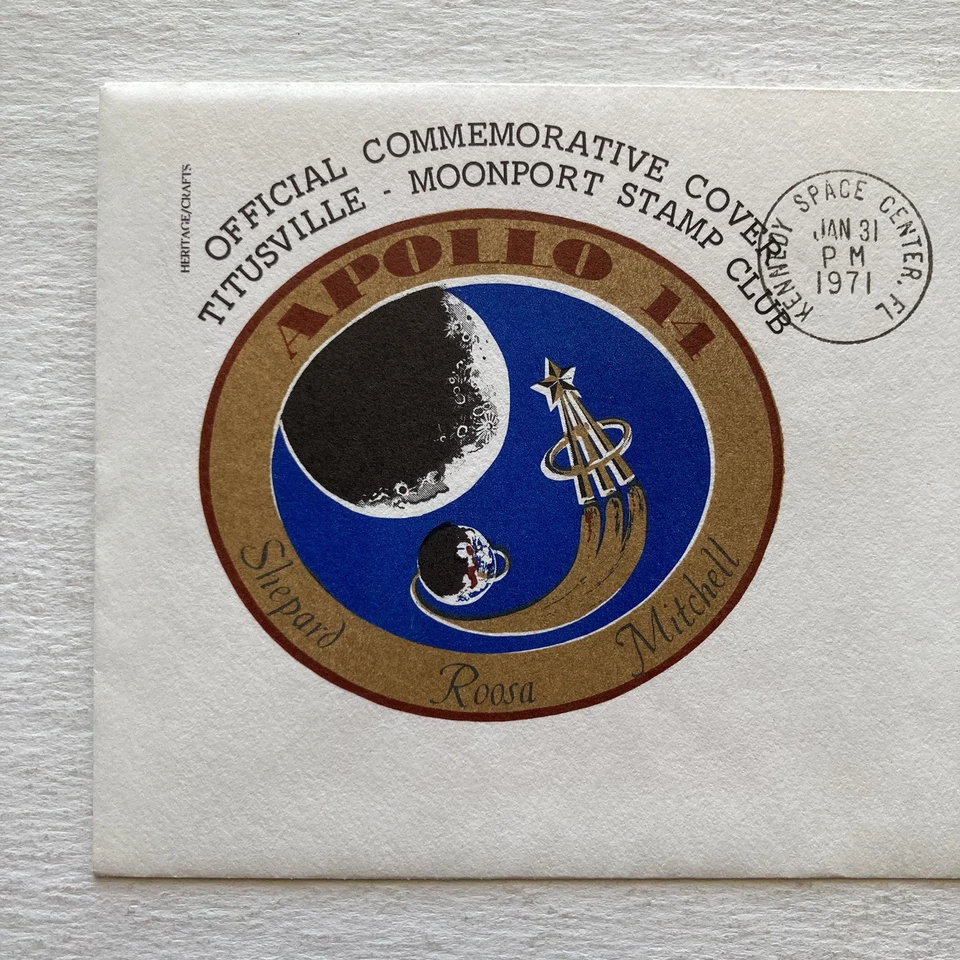 HERITAGE/CRAFTS
OFFICIAL COMMEMORATIVE COVER
TITUSVILLE - MOONPORT STAMP CLUB
APOLLO 14
Shepard
Roosa
Mitchell
KENNEDY SPACE CENTER, FL
JAN 31
PM
1971